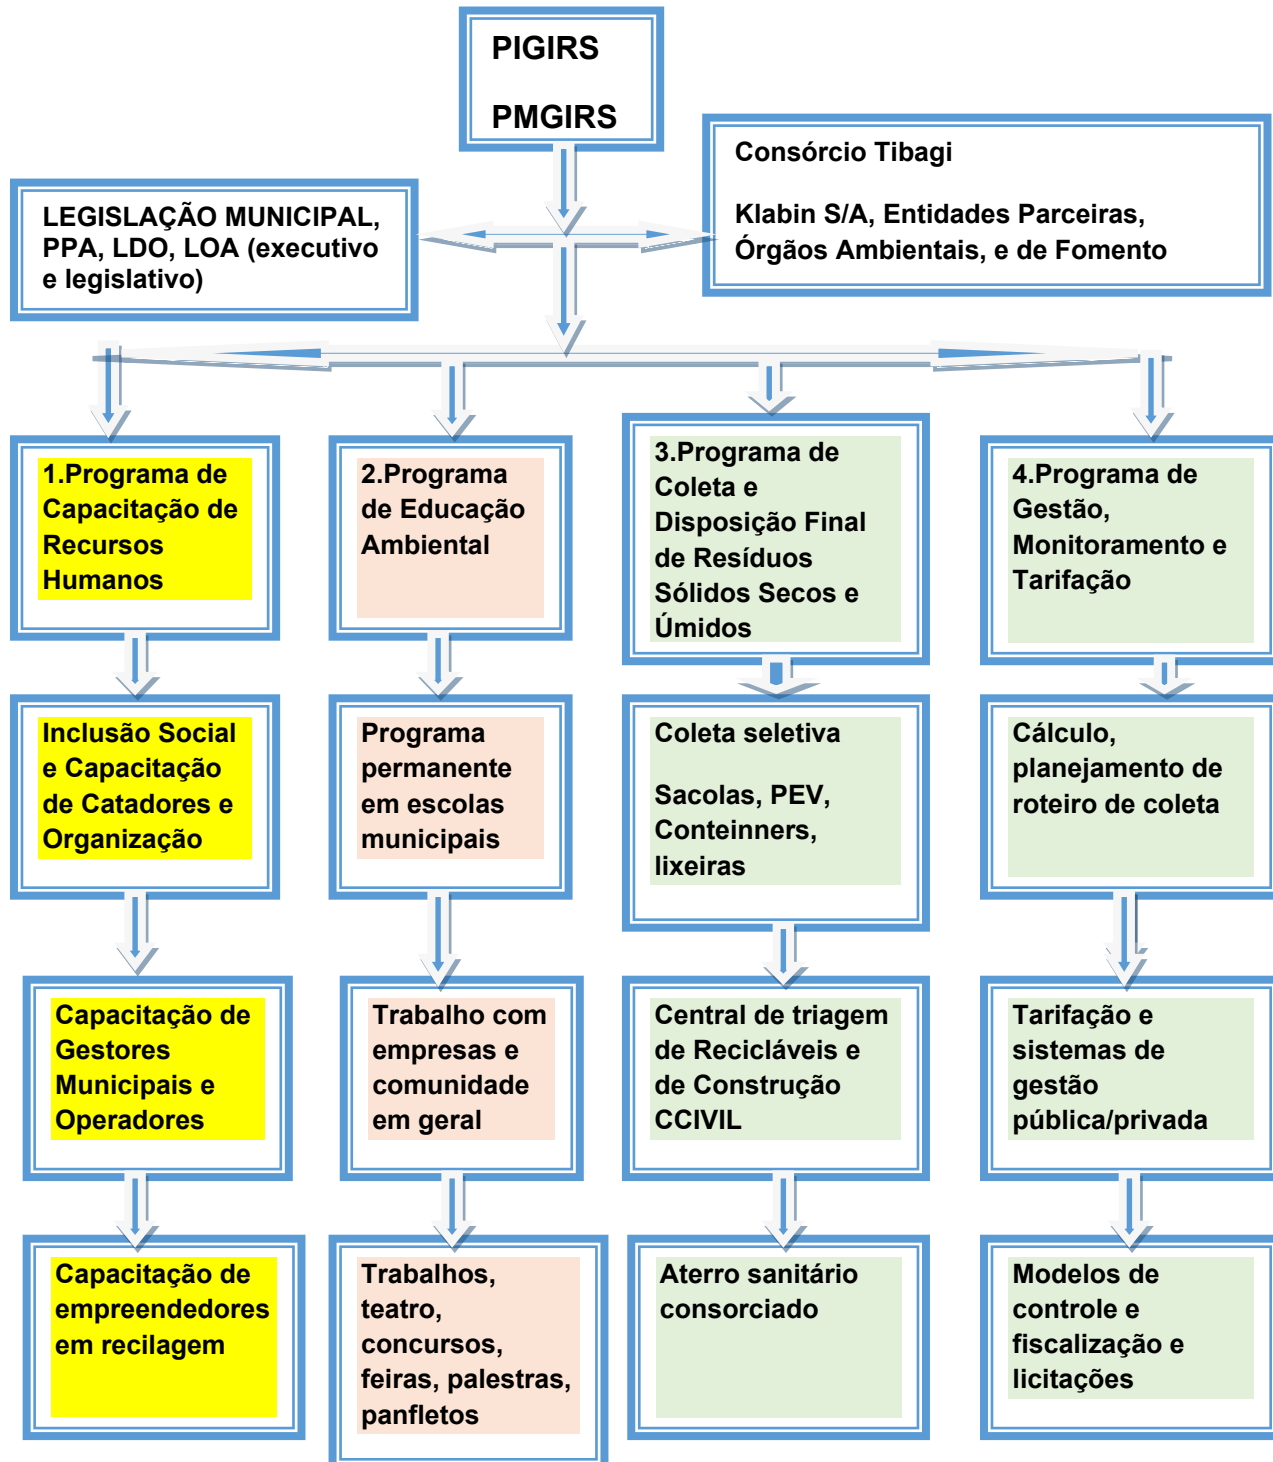 PIGIRS
PMGIRS
Consórcio Tibagi
Klabin S/A, Entidades Parceiras,
Órgãos Ambientais, e de Fomento
LEGISLAÇÃO MUNICIPAL,
PPA, LDO, LOA (executivo
e legislativo)
1.Programa de
Capacitação de
Recursos
Humanos
2.Programa
de Educação
Ambiental
3.Programa de
Coleta e
Disposição Final
de Resíduos
Sólidos Secos e
Úmidos
4.Programa de
Gestão,
Monitoramento e
Tarifação
Inclusão Social
e Capacitação
de Catadores e
Organização
Programa
permanente
em escolas
municipais
Coleta seletiva
Sacolas, PEV,
Conteinners,
lixeiras
Cálculo,
planejamento de
roteiro de coleta
Capacitação de
Gestores
Municipais e
Operadores
Trabalho com
empresas e
comunidade
em geral
Central de triagem
de Recicláveis e
de Construção
CCIVIL
Tarifação e
sistemas de
gestão
pública/privada
Capacitação de
empreendedores
em recilagem
Trabalhos,
teatro,
concursos,
feiras, palestras,
panfletos
Aterro sanitário
consorciado
Modelos de
controle e
fiscalização e
licitações